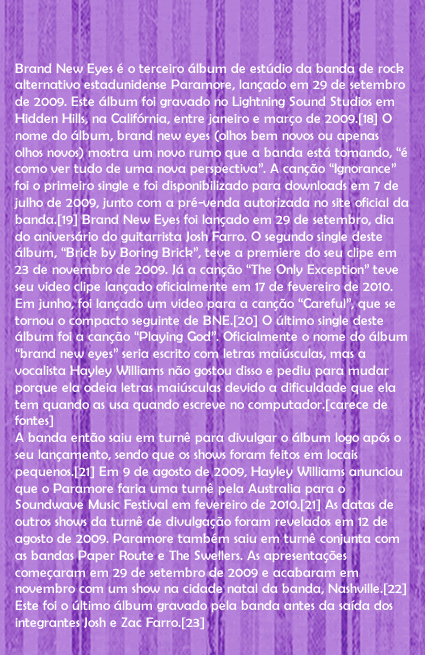 Brand New Eyes é o terceiro álbum de estúdio da banda de rock
alternativo estadunidense Paramore, lançado em 29 de setembro
de 2009. Este álbum foi gravado no Lightning Sound Studios em
Hidden Hills, na Califórnia, entre janeiro e março de 2009.[18] O
nome do álbum, brand new eyes (olhos bem novos ou apenas
olhos novos) mostra um novo rumo que a banda está tomando, “é
como ver tudo de uma nova perspectiva”. A canção “Ignorance”
foi o primeiro single e foi disponibilizado para downloads em 7 de
julho de 2009, junto com a pré-venda autorizada no site oficial da
banda.[19] Brand New Eyes foi lançado em 29 de setembro, dia
do aniversário do guitarrista Josh Farro. O segundo single deste
álbum, “Brick by Boring Brick”, teve a premiere do seu clipe em
23 de novembro de 2009. Já a canção “The Only Exception” teve
seu video clipe lançado oficialmente em 17 de fevereiro de 2010.
Em junho, foi lançado um video para a canção “Careful”, que se
tornou o compacto seguinte de BNE.[20] O último single deste
álbum foi a canção “Playing God”. Oficialmente o nome do álbum
“brand new eyes” seria escrito com letras maiúsculas, mas a
vocalista Hayley Williams não gostou disso e pediu para mudar
porque ela odeia letras maiúsculas devido a dificuldade que ela
tem quando as usa quando escreve no computador.[carece de
fontes]
A banda então saiu em turnê para divulgar o álbum logo após o
seu lançamento, sendo que os shows foram feitos em locais
pequenos.[21] Em 9 de agosto de 2009, Hayley Williams anunciou
que o Paramore faria uma turnê pela Australia para o
Soundwave Music Festival em fevereiro de 2010.[21] As datas de
outros shows da turnê de divulgação foram revelados em 12 de
agosto de 2009. Paramore também saiu em turnê conjunta com
as bandas Paper Route e The Swellers. As apresentações
começaram em 29 de setembro de 2009 e acabaram em
novembro com um show na cidade natal da banda, Nashville.[22]
Este foi o último álbum gravado pela banda antes da saída dos
integrantes Josh e Zac Farro.[23]